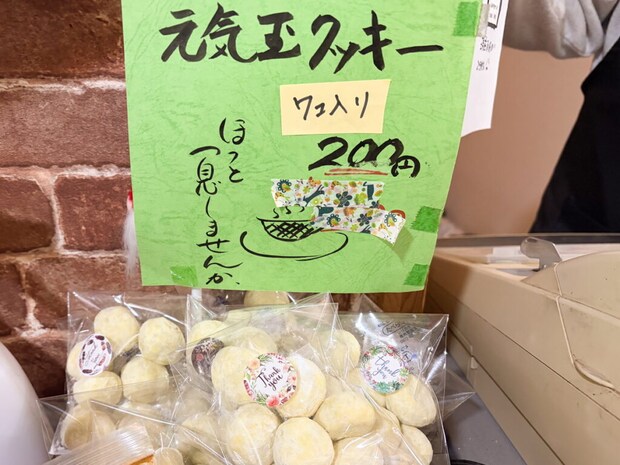 元気玉クッキー
7コ入り
200円
ほっと
一息しませんか。
Thank
you